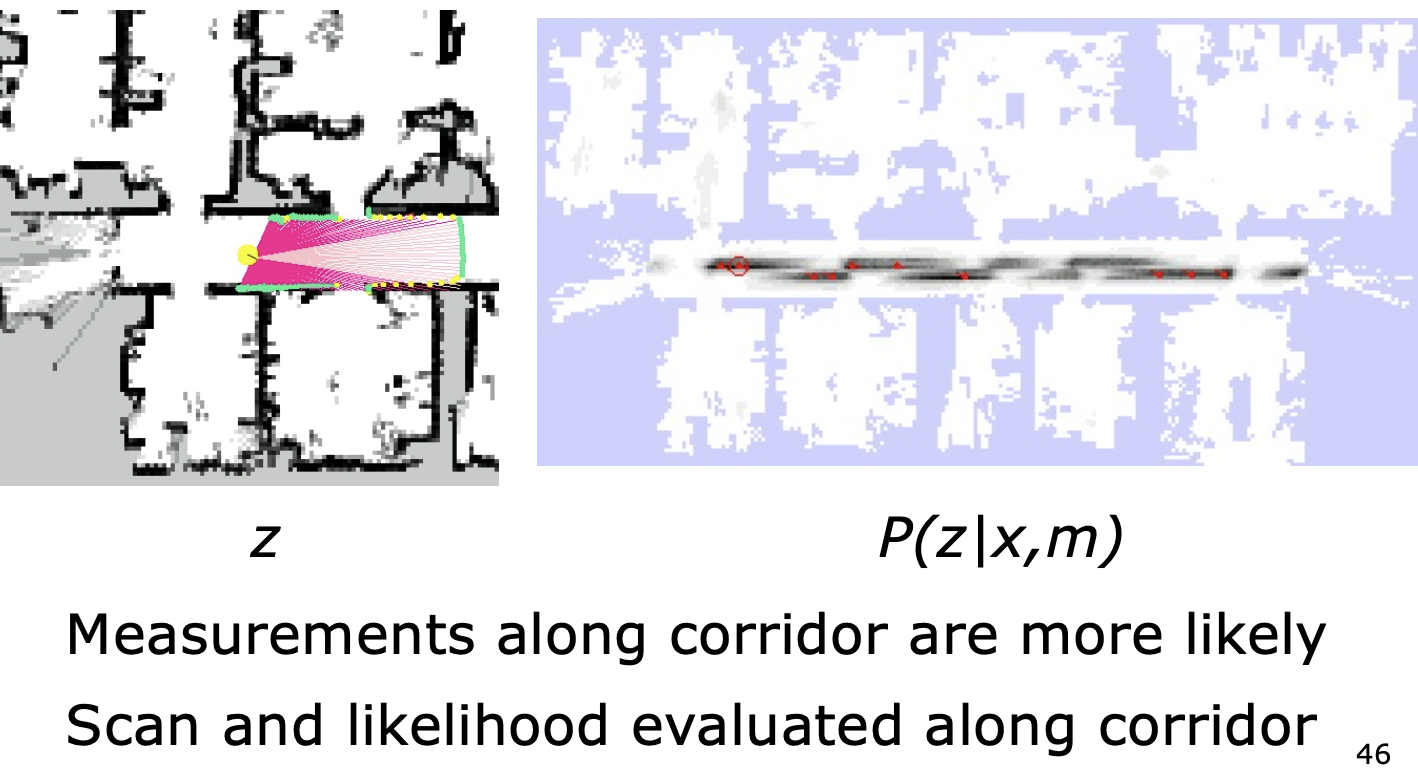 z
P(z|x,m)
Measurements along corridor are more likely
Scan and likelihood evaluated along corridor
46